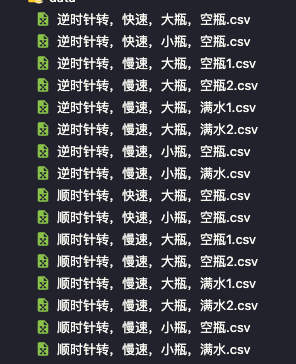 data
逆时针转，快速，大瓶，空瓶.csv
逆时针转，快速，小瓶，空瓶.csv
逆时针转，慢速，大瓶，空瓶1.csv
逆时针转，慢速，大瓶，空瓶2.csv
逆时针转，慢速，大瓶，满水1.csv
逆时针转，慢速，大瓶，满水2.csv
逆时针转，慢速，小瓶，空瓶.csv
逆时针转，慢速，小瓶，满水.csv
顺时针转，快速，大瓶，空瓶.csv
顺时针转，快速，小瓶，空瓶.csv
顺时针转，慢速，大瓶，空瓶1.csv
顺时针转，慢速，大瓶，空瓶2.csv
顺时针转，慢速，大瓶，满水1.csv
顺时针转，慢速，大瓶，满水2.csv
顺时针转，慢速，小瓶，空瓶.csv
顺时针转，慢速，小瓶，满水.csv